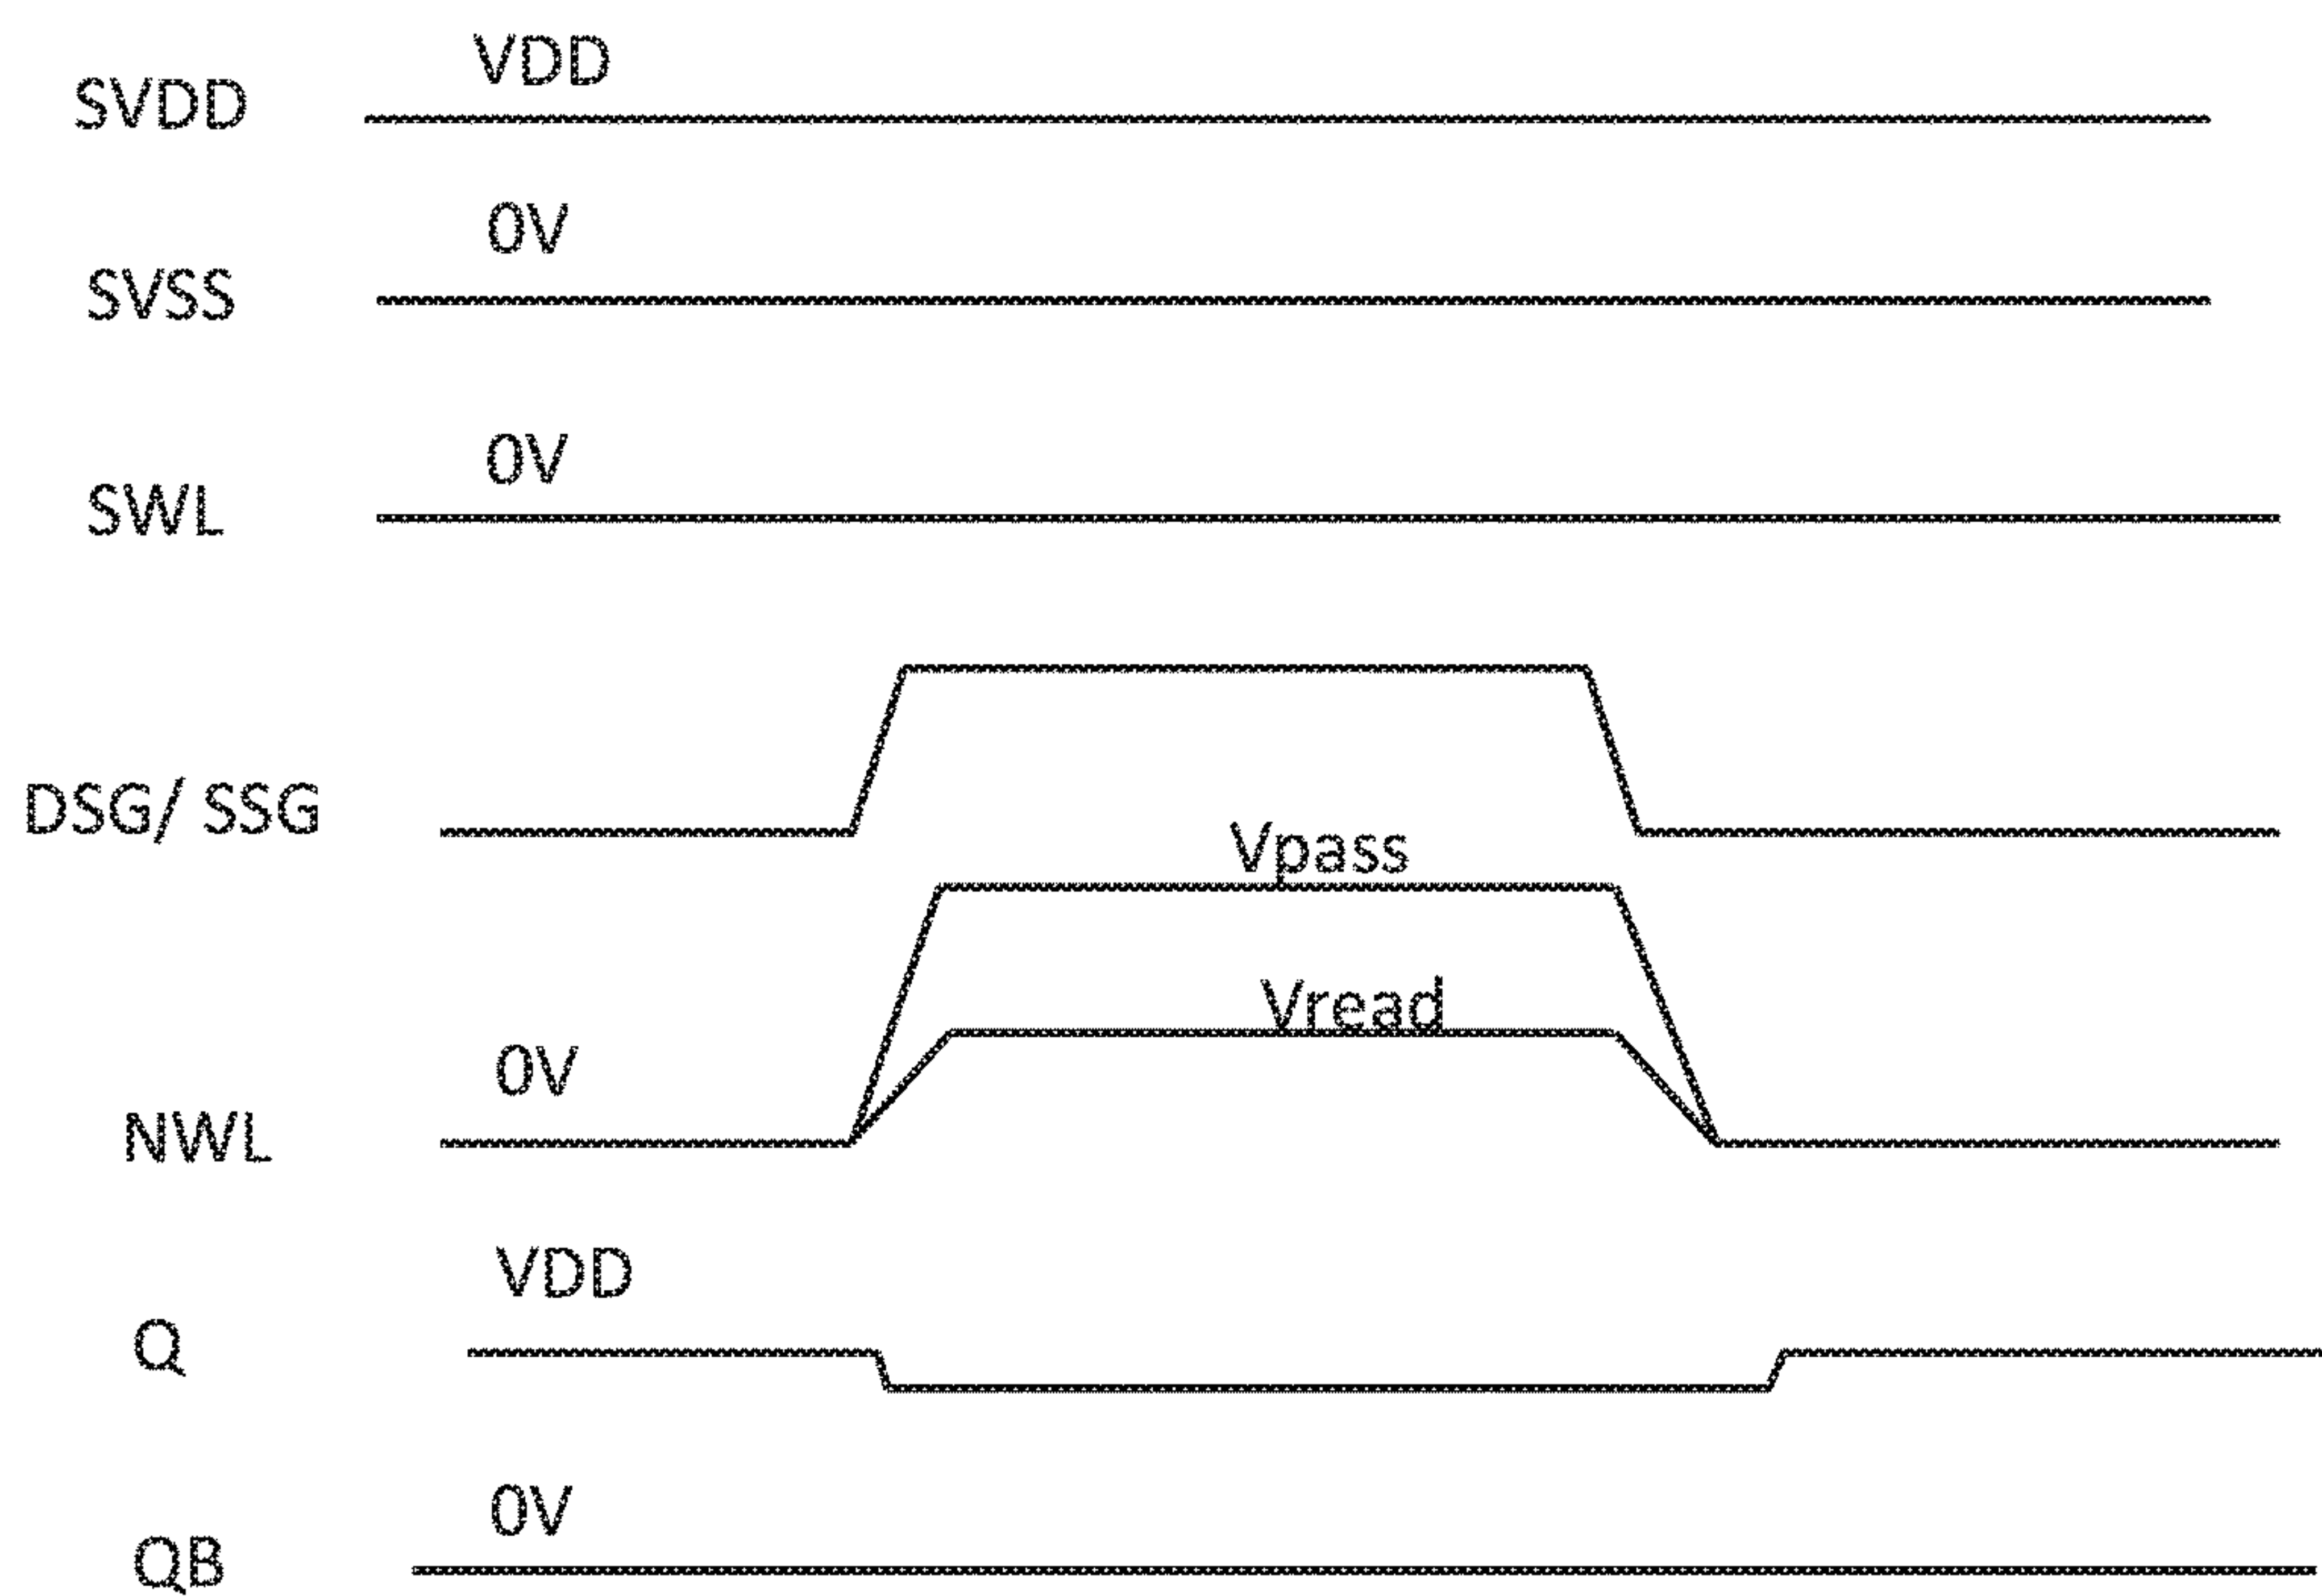 VDD
SVDD
0V
SVSS
0V
SWL
DSG/ SSG
Vpass
Vread
0V
NWL
VDD
Q
0V
QB